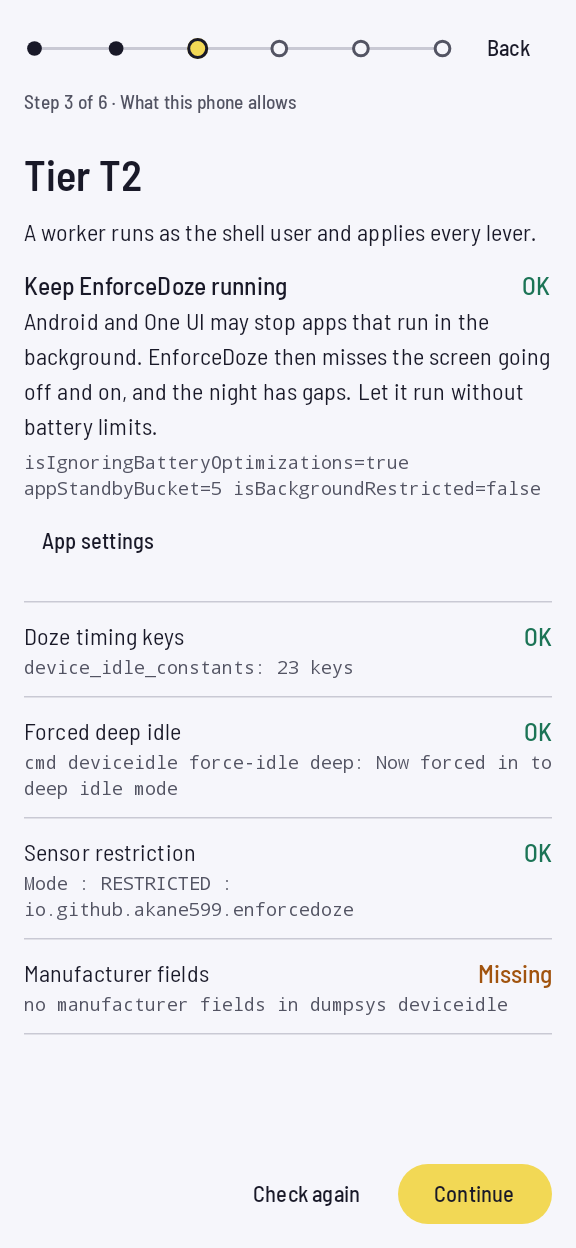 Back
Step 3 of 6 · What this phone allows
Tier T2
A worker runs as the shell user and applies every lever.
Keep EnforceDoze running OK
Android and One UI may stop apps that run in the
background. EnforceDoze then misses the screen going
off and on, and the night has gaps. Let it run without
battery limits.
isIgnoringBatteryOptimizations=true
appStandbyBucket=5 isBackgroundRestricted=false
App settings
Doze timing keys OK
device_idle_constants: 23 keys
Forced deep idle OK
cmd deviceidle force-idle deep: Now forced in to
deep idle mode
Sensor restriction OK
Mode : RESTRICTED :
io.github.akane599.enforcedoze
Manufacturer fields Missing
no manufacturer fields in dumpsys deviceidle
Check again Continue